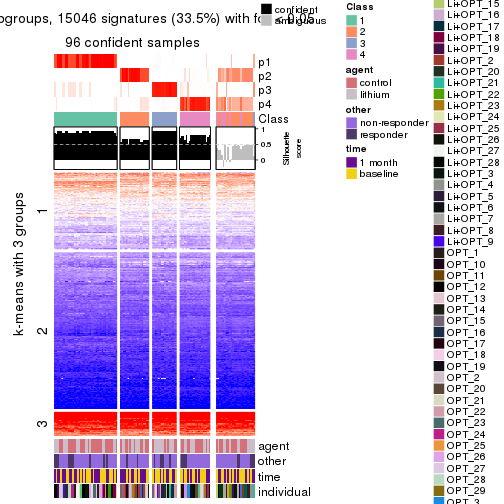 ogroups, 15046 signatures (33.5%) with
96 confident samples
confident
ambiguous
p1
p2
p3
p4
Class
1
0.5
0
Silhouette
score
k-means with 3 groups
1
2
3
agent
other
time
individual
Class
1
2
3
4
agent
control
lithium
other
non-responder
responder
time
1 month
baseline
Li+OPT_15
Li+OPT_16
Li+OPT_17
Li+OPT_18
Li+OPT_19
Li+OPT_2
Li+OPT_20
Li+OPT_21
Li+OPT_22
Li+OPT_23
Li+OPT_24
Li+OPT_25
Li+OPT_26
Li+OPT_27
Li+OPT_28
Li+OPT_3
Li+OPT_4
Li+OPT_5
Li+OPT_6
Li+OPT_7
Li+OPT_8
Li+OPT_9
OPT_1
OPT_10
OPT_11
OPT_12
OPT_13
OPT_14
OPT_15
OPT_16
OPT_17
OPT_18
OPT_19
OPT_2
OPT_20
OPT_21
OPT_22
OPT_23
OPT_24
OPT_25
OPT_26
OPT_27
OPT_28
OPT_29
OPT_3